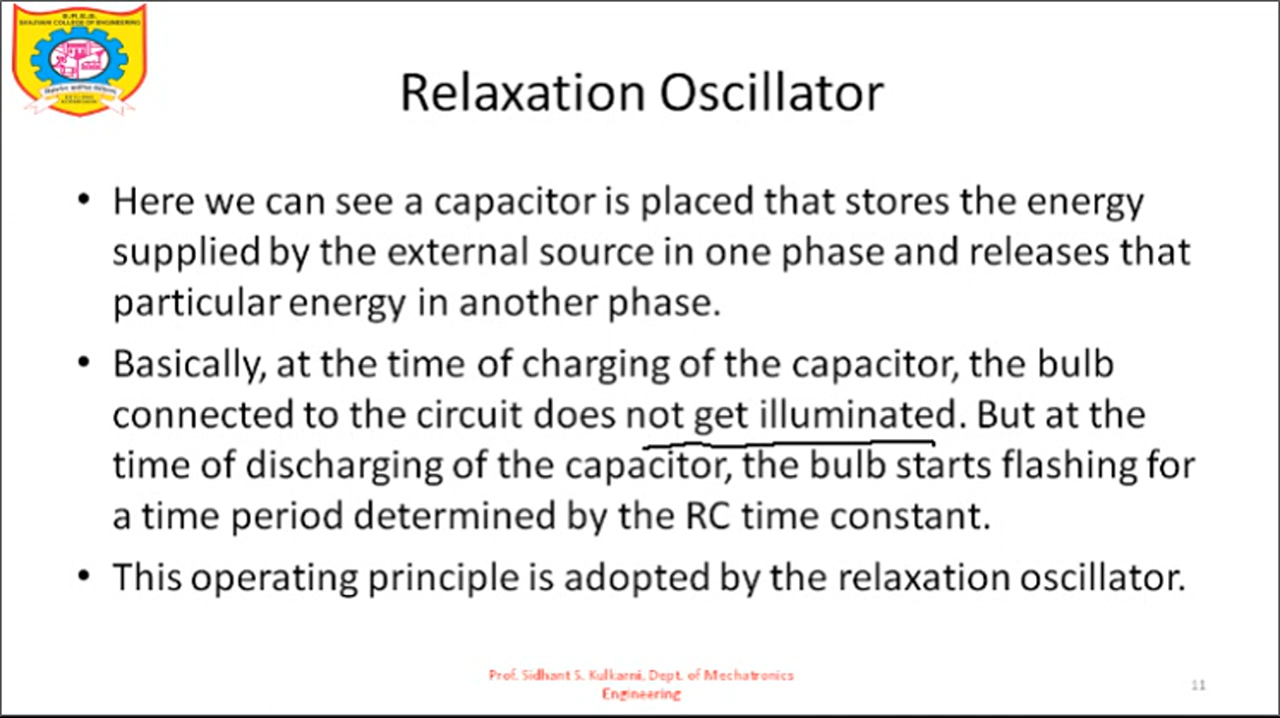 S.R.E.S.
SANJIVANI COLLEGE OF ENGINEERING
Relaxation Oscillator
• Here we can see a capacitor is placed that stores the energy
supplied by the external source in one phase and releases that
particular energy in another phase.
• Basically, at the time of charging of the capacitor, the bulb
connected to the circuit does not get illuminated. But at the
time of discharging of the capacitor, the bulb starts flashing for
a time period determined by the RC time constant.
• This operating principle is adopted by the relaxation oscillator.
Prof. Sidhant S. Kulkarni, Dept. of Mechatronics
Engineering
11